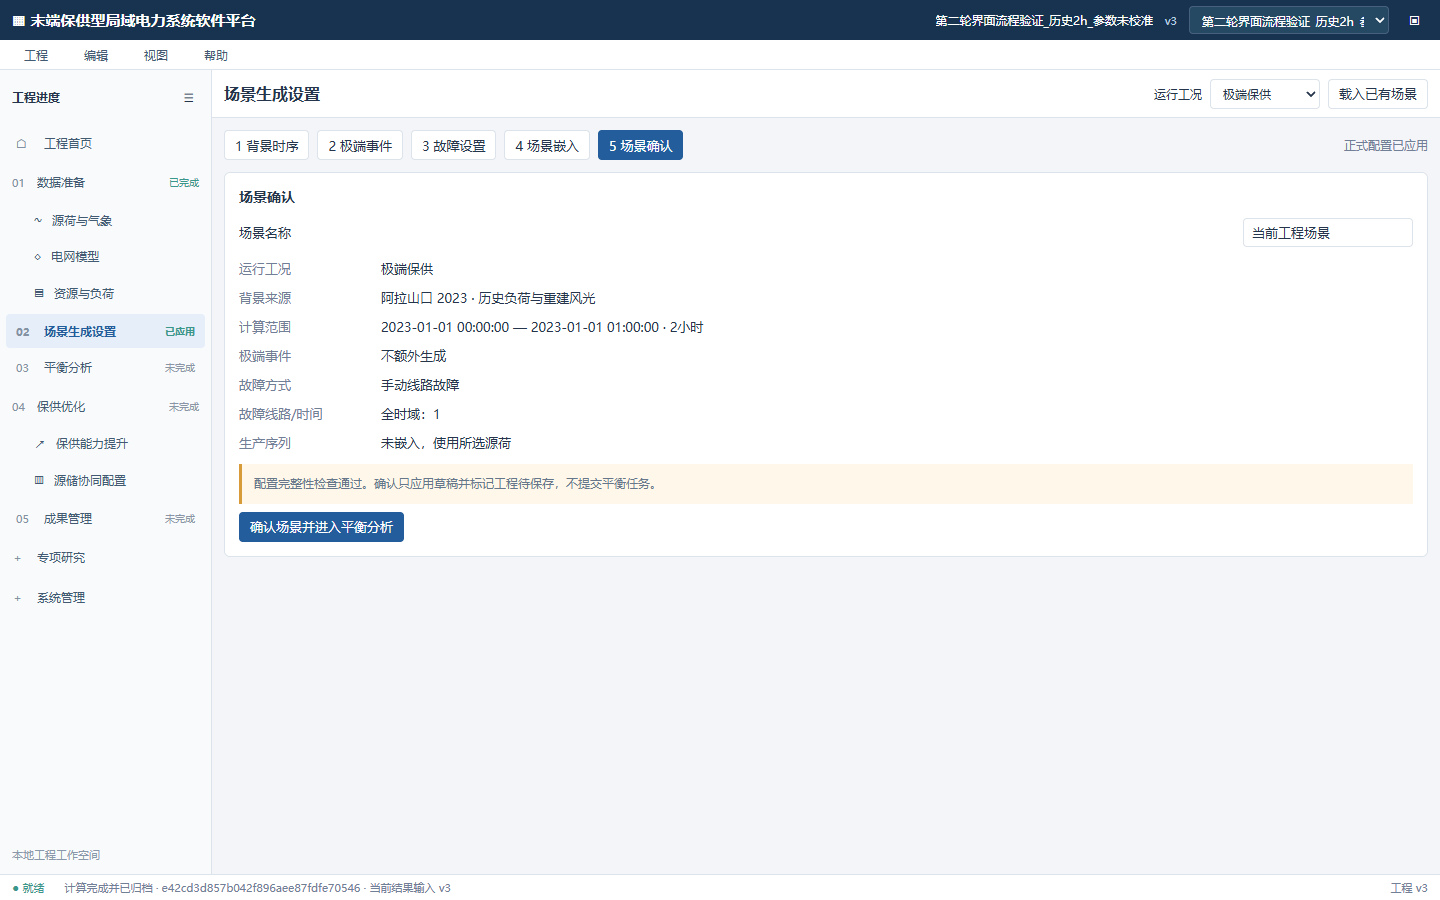 末端保供型局域电力系统软件平台
第二轮界面流程验证_历史2h_参数未校准 v3 第二轮界面流程验证_历史2h_
工程 编辑 视图 帮助
工程进度
工程首页
01 数据准备 已完成
源荷与气象
电网模型
资源与负荷
02 场景生成设置 已应用
03 平衡分析 未完成
04 保供优化 未完成
保供能力提升
源储协同配置
05 成果管理 未完成
+ 专项研究
+ 系统管理
本地工程工作空间
场景生成设置 运行工况 极端保供 载入已有场景
1 背景时序 2 极端事件 3 故障设置 4 场景嵌入 5 场景确认 正式配置已应用
场景确认
场景名称 当前工程场景
运行工况 极端保供
背景来源 阿拉山口 2023 · 历史负荷与重建风光
计算范围 2023-01-01 00:00:00 — 2023-01-01 01:00:00 · 2小时
极端事件 不额外生成
故障方式 手动线路故障
故障线路/时间 全时域：1
生产序列 未嵌入，使用所选源荷
配置完整性检查通过。确认只应用草稿并标记工程待保存，不提交平衡任务。
确认场景并进入平衡分析
● 就绪 计算完成并已归档 · e42cd3d857b042f896aee87fdfe70546 · 当前结果输入 v3 工程 v3